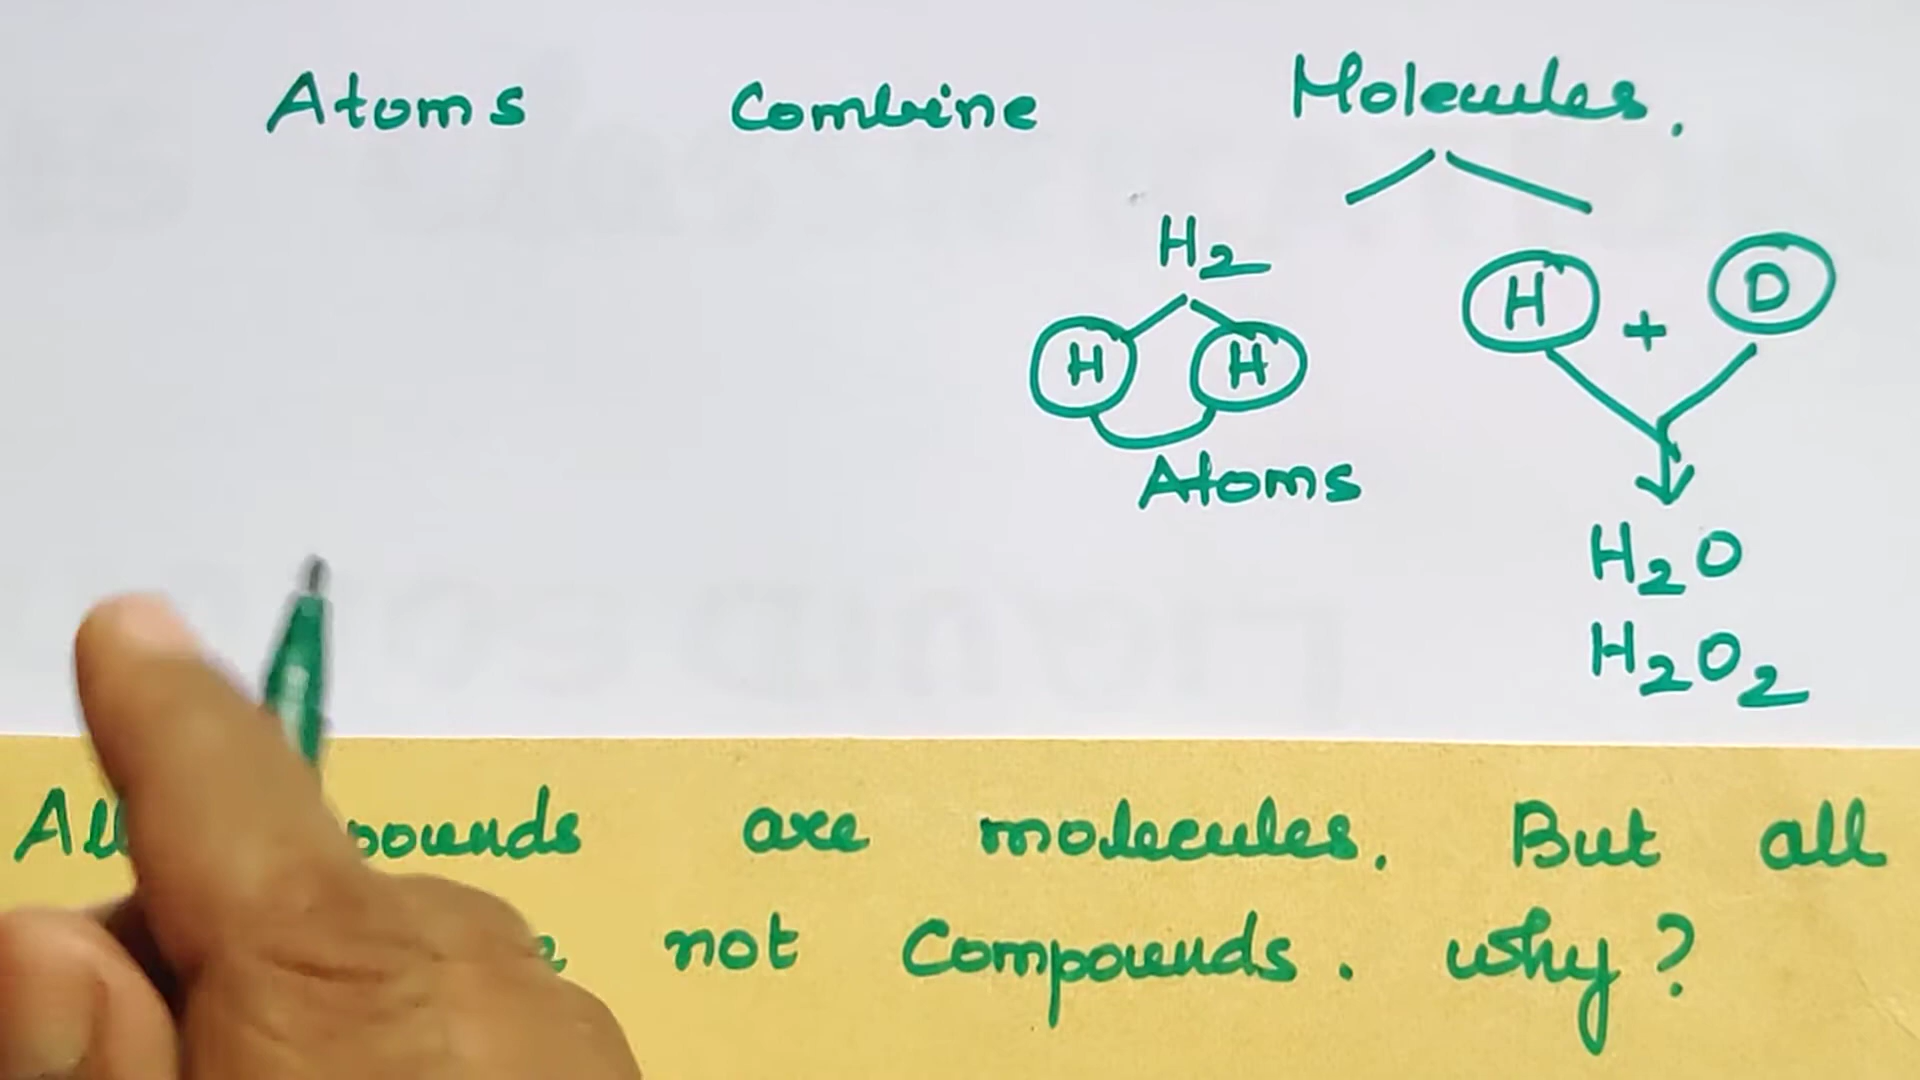 Atoms Combine Molecules.
H2
H H H + D
Atoms
H2O
H2O2
All pounds are molecules. But all
not Compounds. why?